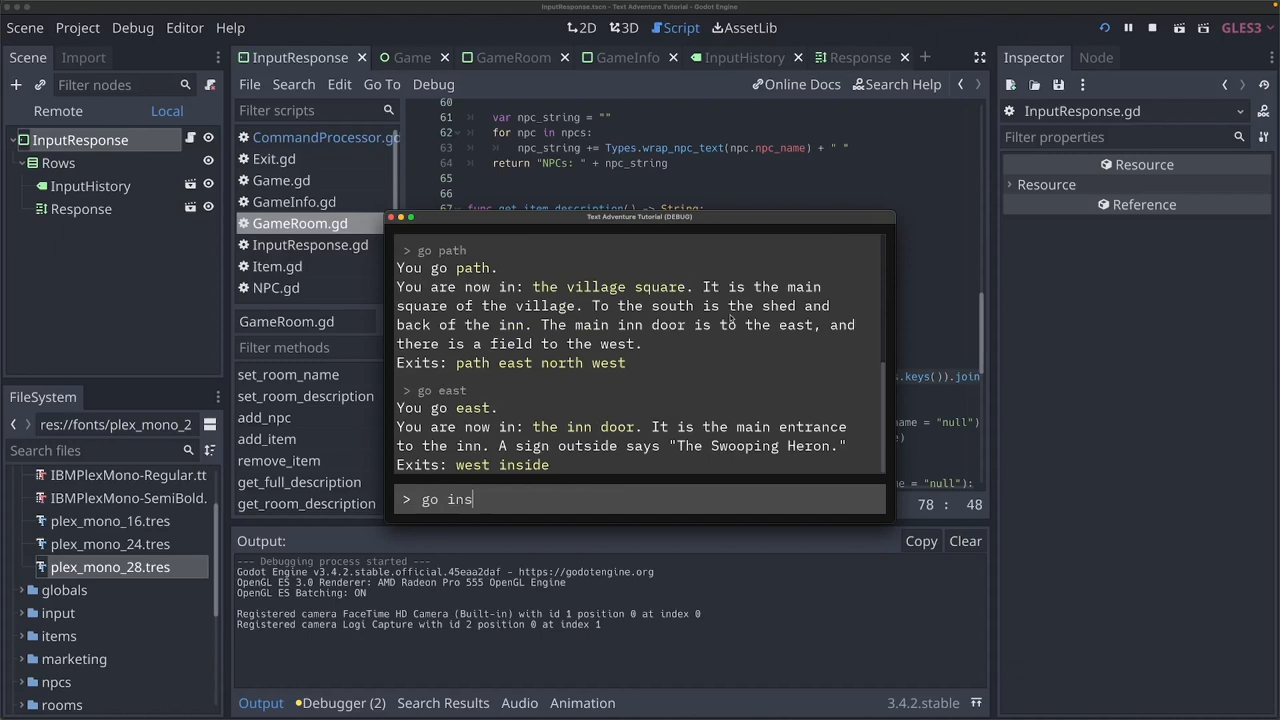 InputResponse.tscn - Text Adventure Tutorial - Godot Engine
Scene Project Debug Editor Help
2D 3D Script AssetLib
GLES3
Scene Import
InputResponse Game GameRoom GameInfo InputHistory Response
Inspector Node
Filter nodes
File Search Edit Go To Debug
Online Docs Search Help
Remote Local
Filter scripts
InputResponse.gd
InputResponse
Rows
InputHistory
Response
CommandProcessor.gd
Exit.gd
Game.gd
GameInfo.gd
GameRoom.gd
InputResponse.gd
Item.gd
NPC.gd
Filter properties
Resource
Resource
Reference
60
61 var npc_string = ""
62 for npc in npcs:
63 npc_string += Types.wrap_npc_text(npc.npc_name) + " "
64 return "NPCs: " + npc_string
65
66
67 func get_item_description() -> String:
Text Adventure Tutorial (DEBUG)
> go path
You go path.
You are now in: the village square. It is the main
square of the village. To the south is the shed and
back of the inn. The main inn door is to the east, and
there is a field to the west.
Exits: path east north west
> go east
You go east.
You are now in: the inn door. It is the main entrance
to the inn. A sign outside says "The Swooping Heron."
Exits: west inside
> go ins
s.keys()).join
name = "null"):
)
e = "null"):
78 : 48
GameRoom.gd
Filter methods
set_room_name
set_room_description
add_npc
add_item
remove_item
get_full_description
get_room_description
FileSystem
res://fonts/plex_mono_2
Search files
IBMPlexMono-Regular.tt
IBMPlexMono-SemiBold.
plex_mono_16.tres
plex_mono_24.tres
plex_mono_28.tres
globals
input
items
marketing
npcs
rooms
Output:
Copy Clear
--- Debugging process started ---
Godot Engine v3.4.2.stable.official.45eaa2daf - https://godotengine.org
OpenGL ES 3.0 Renderer: AMD Radeon Pro 555 OpenGL Engine
OpenGL ES Batching: ON
Registered camera FaceTime HD Camera (Built-in) with id 1 position 0 at index 0
Registered camera Logi Capture with id 2 position 0 at index 1
Output Debugger (2) Search Results Audio Animation
3.4.2.stable